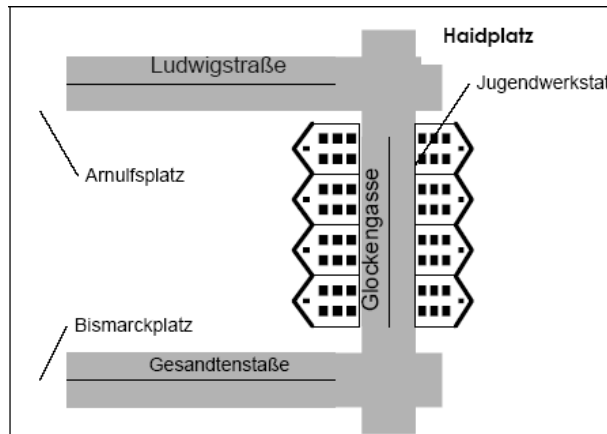 Haidplatz
Ludwigstraße
Jugendwerkstat
Arnulfsplatz
Glockengasse
Bismarckplatz
Gesandtenstaße